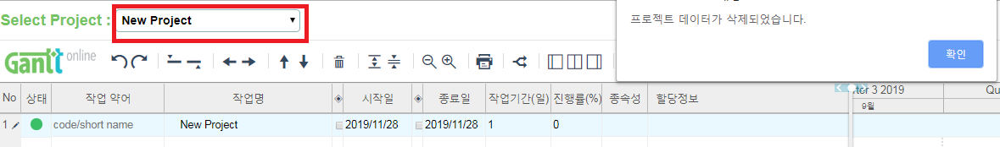 Select Project : New Project
프로젝트 데이터가 삭제되었습니다.
확인
Gantt online
No 상태 작업 약어 작업명 시작일 종료일 작업기간(일) 진행률(%) 종속성 할당정보
3 2019 Qu
9월
1 code/short name New Project 2019/11/28 2019/11/28 1 0